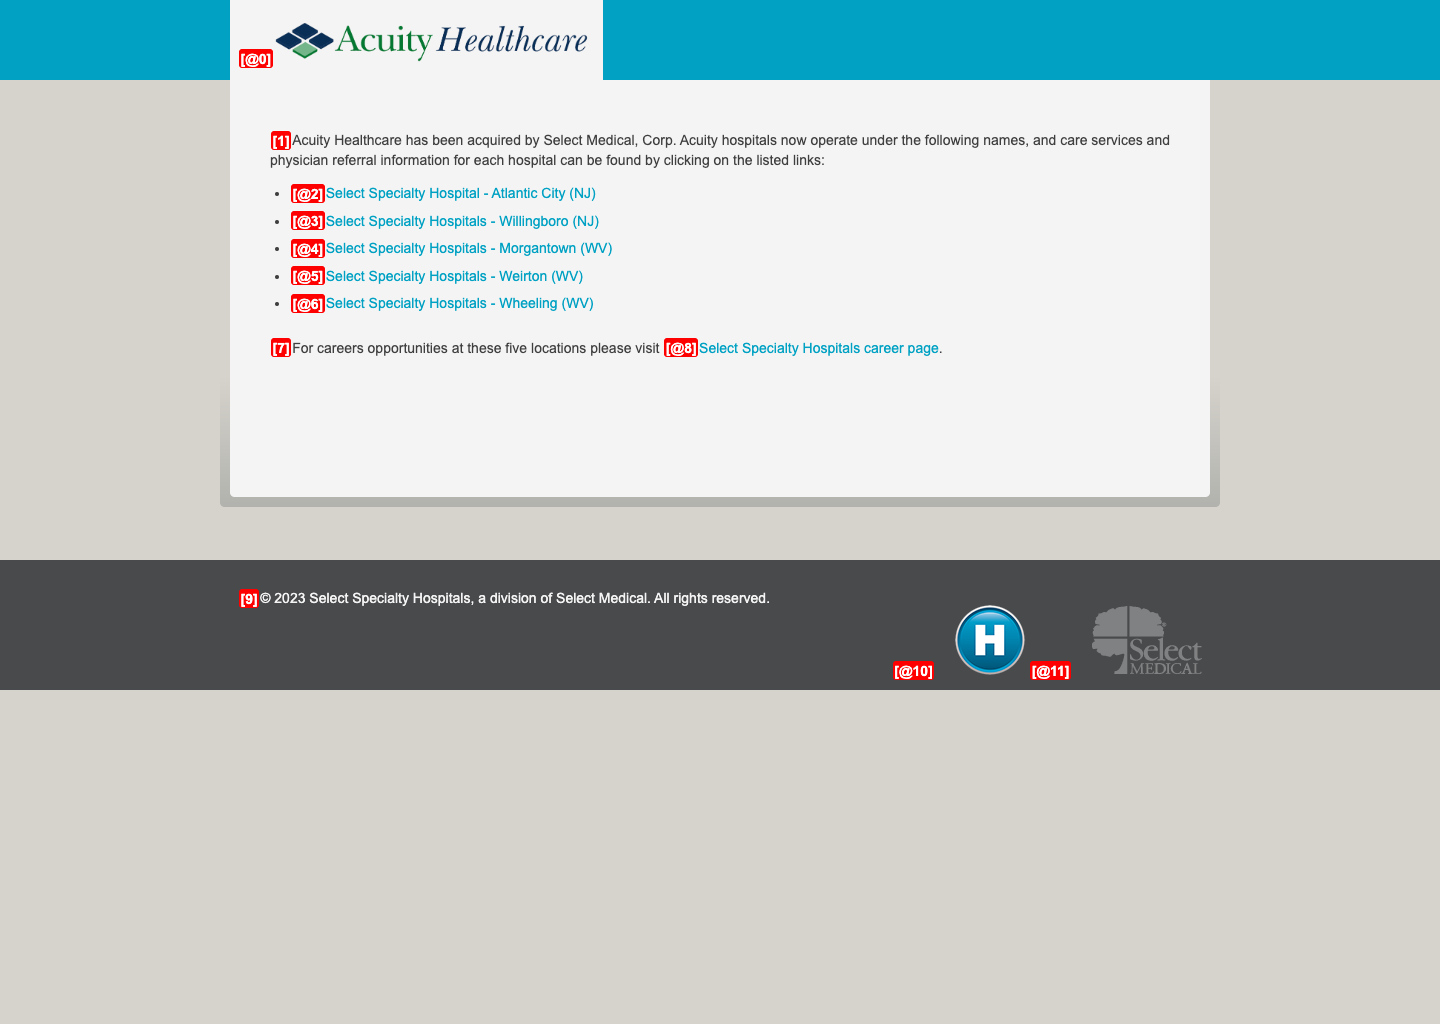 [@0] Acuity Healthcare
[1] Acuity Healthcare has been acquired by Select Medical, Corp. Acuity hospitals now operate under the following names, and care services and
physician referral information for each hospital can be found by clicking on the listed links:
• [@2] Select Specialty Hospital - Atlantic City (NJ)
• [@3] Select Specialty Hospitals - Willingboro (NJ)
• [@4] Select Specialty Hospitals - Morgantown (WV)
• [@5] Select Specialty Hospitals - Weirton (WV)
• [@6] Select Specialty Hospitals - Wheeling (WV)
[7] For careers opportunities at these five locations please visit [@8] Select Specialty Hospitals career page.
[9] © 2023 Select Specialty Hospitals, a division of Select Medical. All rights reserved.
[@10] H [@11] Select
MEDICAL